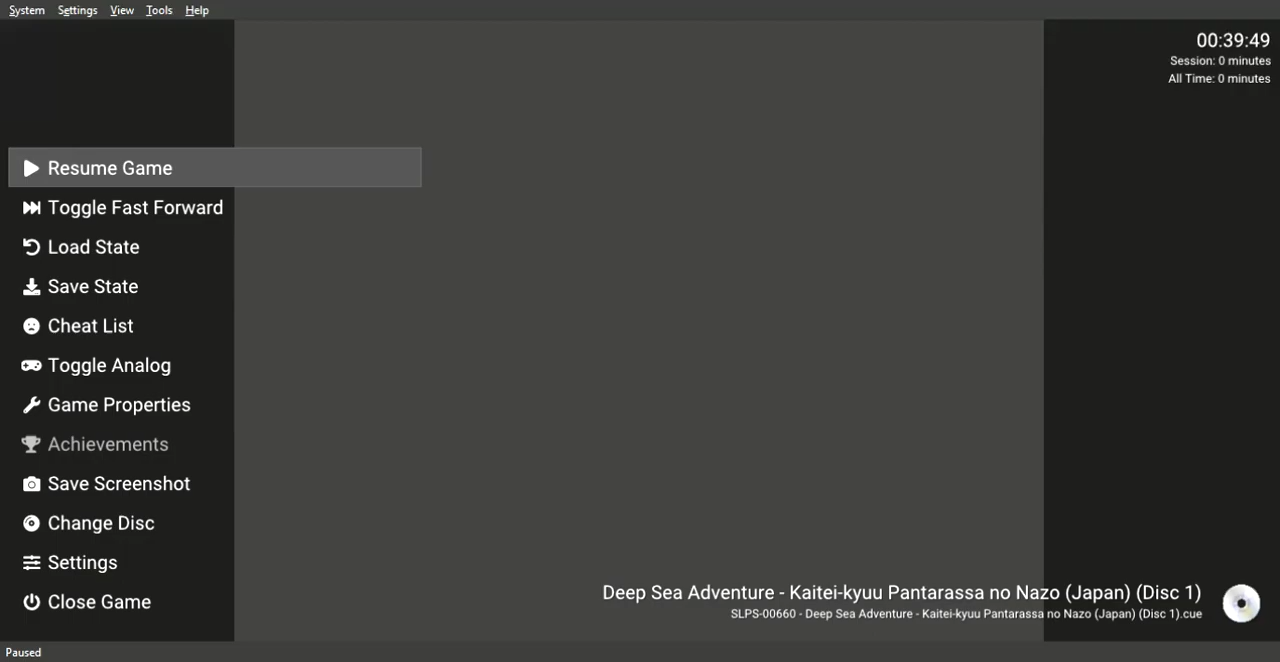 System Settings View Tools Help
00:39:49
Session: 0 minutes
All Time: 0 minutes
Resume Game
Toggle Fast Forward
Load State
Save State
Cheat List
Toggle Analog
Game Properties
Achievements
Save Screenshot
Change Disc
Settings
Close Game
Deep Sea Adventure - Kaitei-kyuu Pantarassa no Nazo (Japan) (Disc 1)
SLPS-00660 - Deep Sea Adventure - Kaitei-kyuu Pantarassa no Nazo (Japan) (Disc 1).cue
Paused